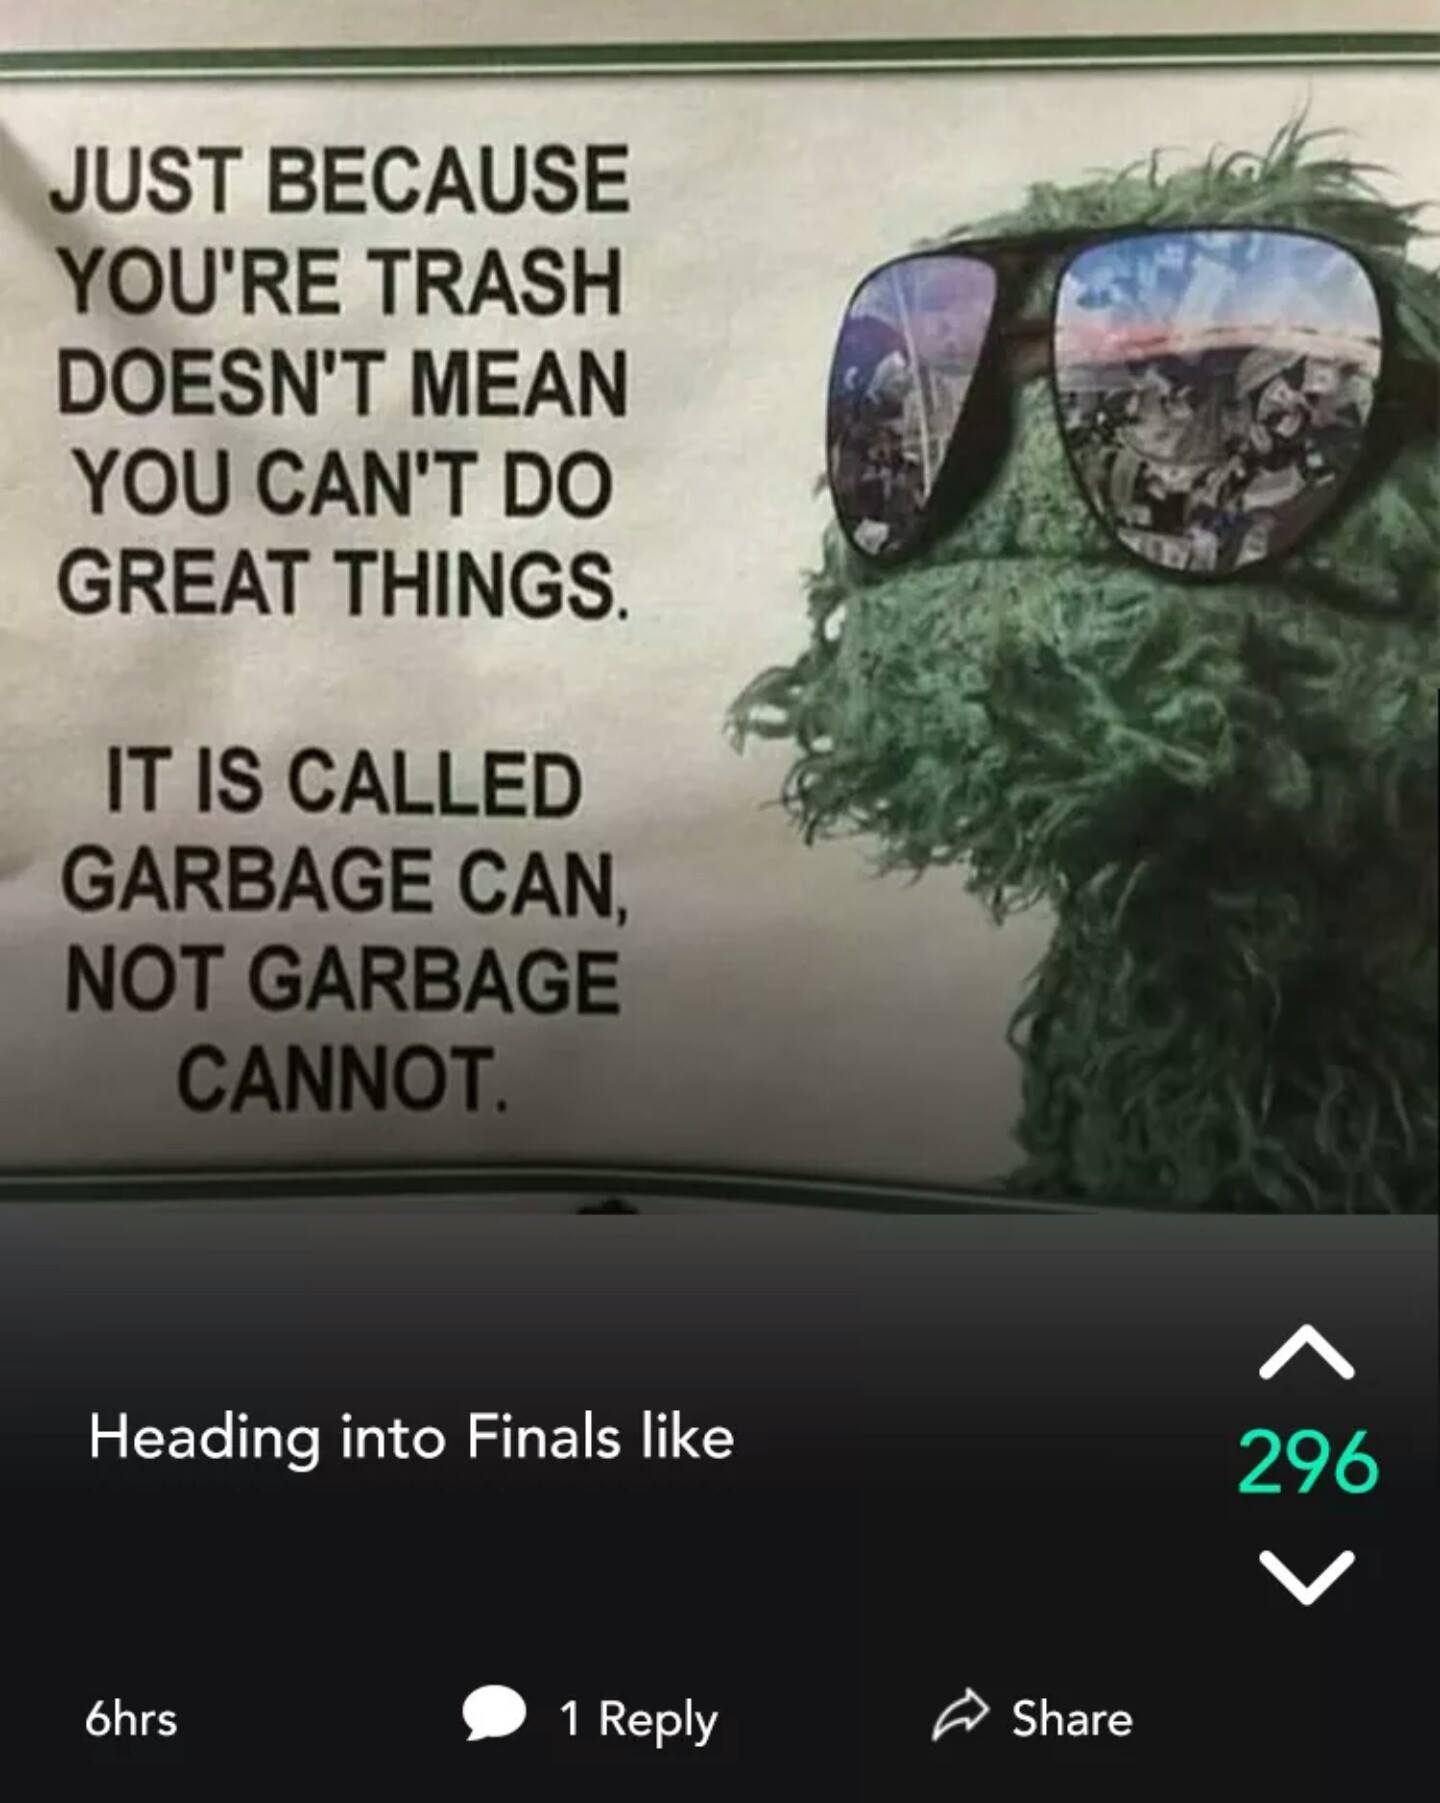 JUST BECAUSE
YOU'RE TRASH
DOESN'T MEAN
YOU CAN'T DO
GREAT THINGS.
IT IS CALLED
GARBAGE CAN,
NOT GARBAGE
CANNOT.
Heading into Finals like
296
6hrs
1 Reply
Share